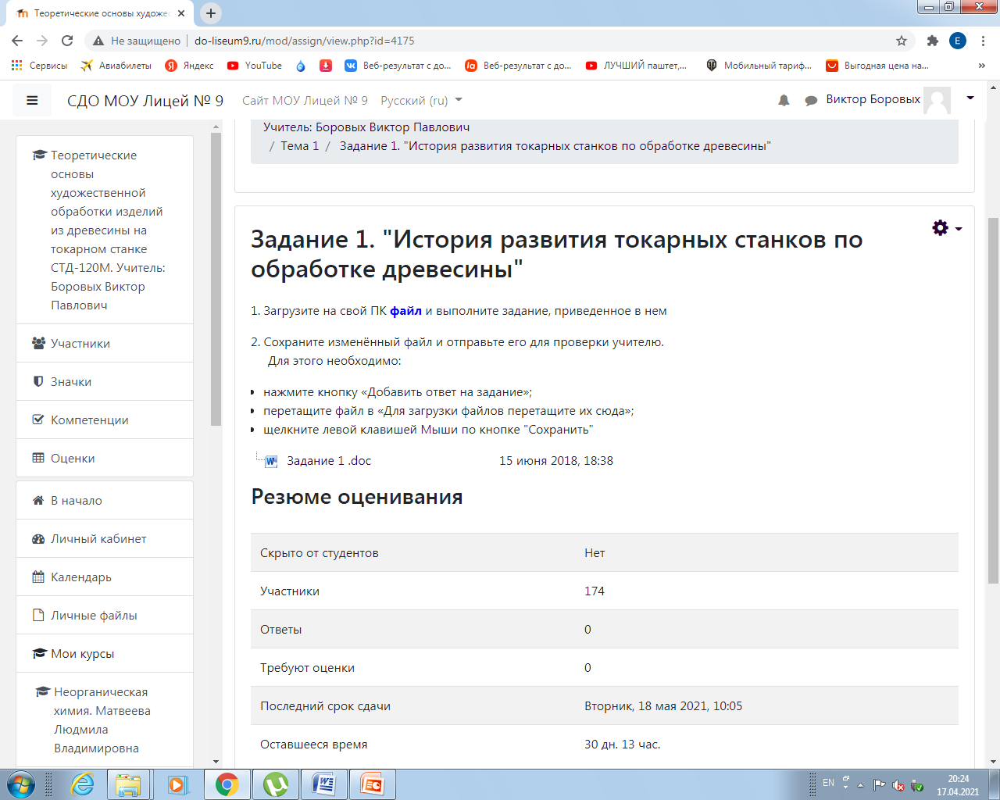 Теоретические основы художес
Не защищено
do-liseum9.ru/mod/assign/view.php?id=4175
E
Сервисы
Авиабилеты
Яндекс
YouTube
Веб-результат с до...
Веб-результат с до...
ЛУЧШИЙ паштет,...
Мобильный тариф...
Выгодная цена на...
»
СДО МОУ Лицей № 9
Сайт МОУ Лицей № 9
Русский (ru)
Виктор Боровых
Теоретические
основы
художественной
обработки изделий
из древесины на
токарном станке
СТД-120М. Учитель:
Боровых Виктор
Павлович
Участники
Значки
Компетенции
Оценки
В начало
Личный кабинет
Календарь
Личные файлы
Мои курсы
Неорганическая
химия. Матвеева
Людмила
Владимировна
Учитель: Боровых Виктор Павлович
/ Тема 1 / Задание 1. "История развития токарных станков по обработке древесины"
Задание 1. "История развития токарных станков по
обработке древесины"
1. Загрузите на свой ПК файл и выполните задание, приведенное в нем
2. Сохраните изменённый файл и отправьте его для проверки учителю.
Для этого необходимо:
• нажмите кнопку «Добавить ответ на задание»;
• перетащите файл в «Для загрузки файлов перетащите их сюда»;
• щелкните левой клавишей Мыши по кнопке "Сохранить"
Задание 1 .doc 15 июня 2018, 18:38
Резюме оценивания
Скрыто от студентов Нет
Участники 174
Ответы 0
Требуют оценки 0
Последний срок сдачи Вторник, 18 мая 2021, 10:05
Оставшееся время 30 дн. 13 час.
EN
20:24
17.04.2021